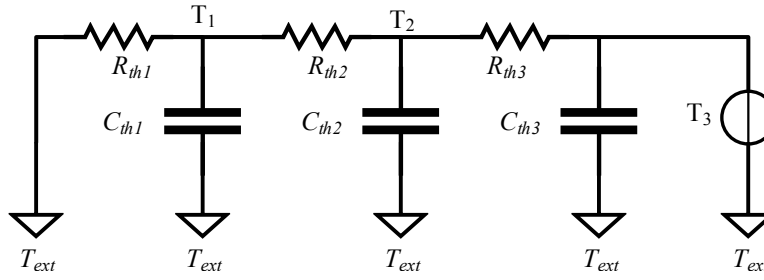 T1 T2
Rth1 Rth2 Rth3
Cth1 Cth2 Cth3 T3
Text Text Text Text Tex